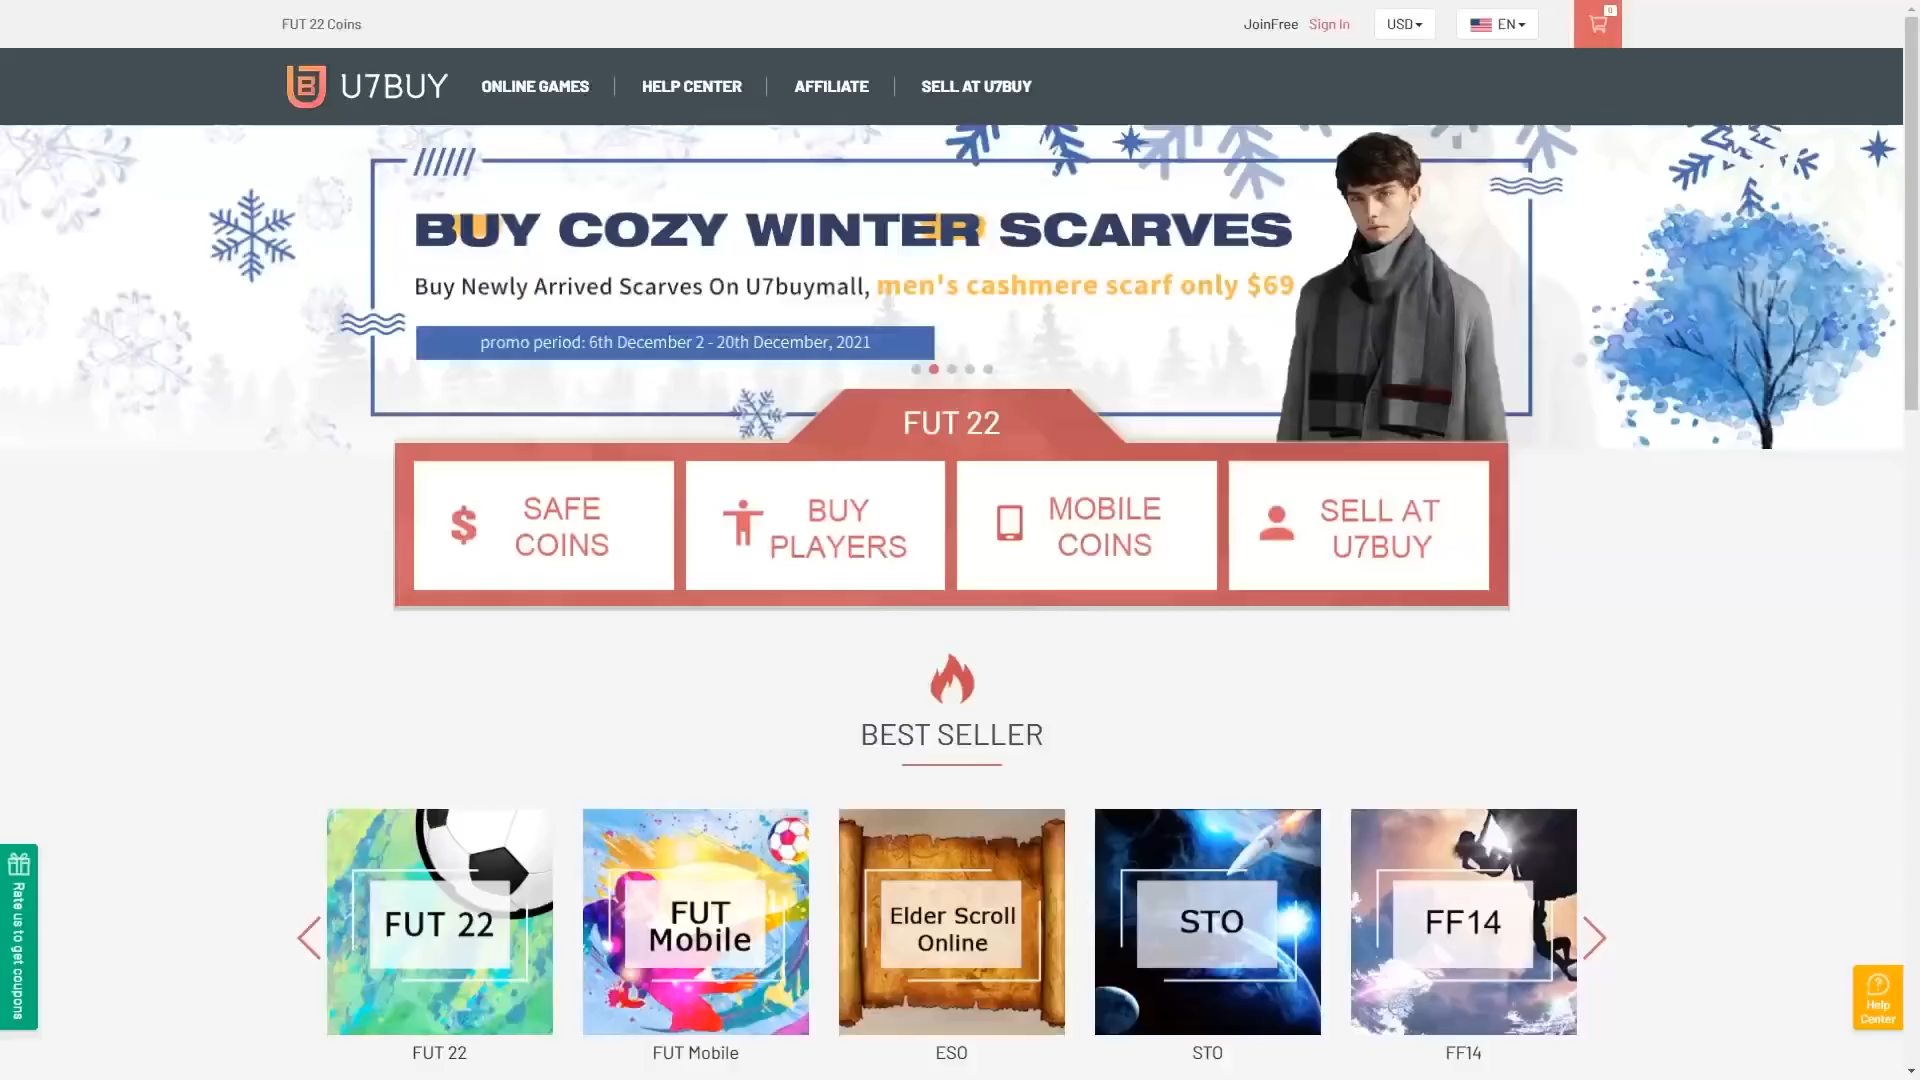 FUT 22 Coins
JoinFree Sign In
USD
EN
0
U7BUY
ONLINE GAMES
HELP CENTER
AFFILIATE
SELL AT U7BUY
BUY COZY WINTER SCARVES
Buy Newly Arrived Scarves On U7buymall, men's cashmere scarf only $69
promo period: 6th December 2 - 20th December, 2021
FUT 22
SAFE
COINS
BUY
PLAYERS
MOBILE
COINS
SELL AT
U7BUY
BEST SELLER
FUT 22
FUT
Mobile
Elder Scroll
Online
STO
FF14
FUT 22
FUT Mobile
ESO
STO
FF14
Rate us to get coupons
Help
Center